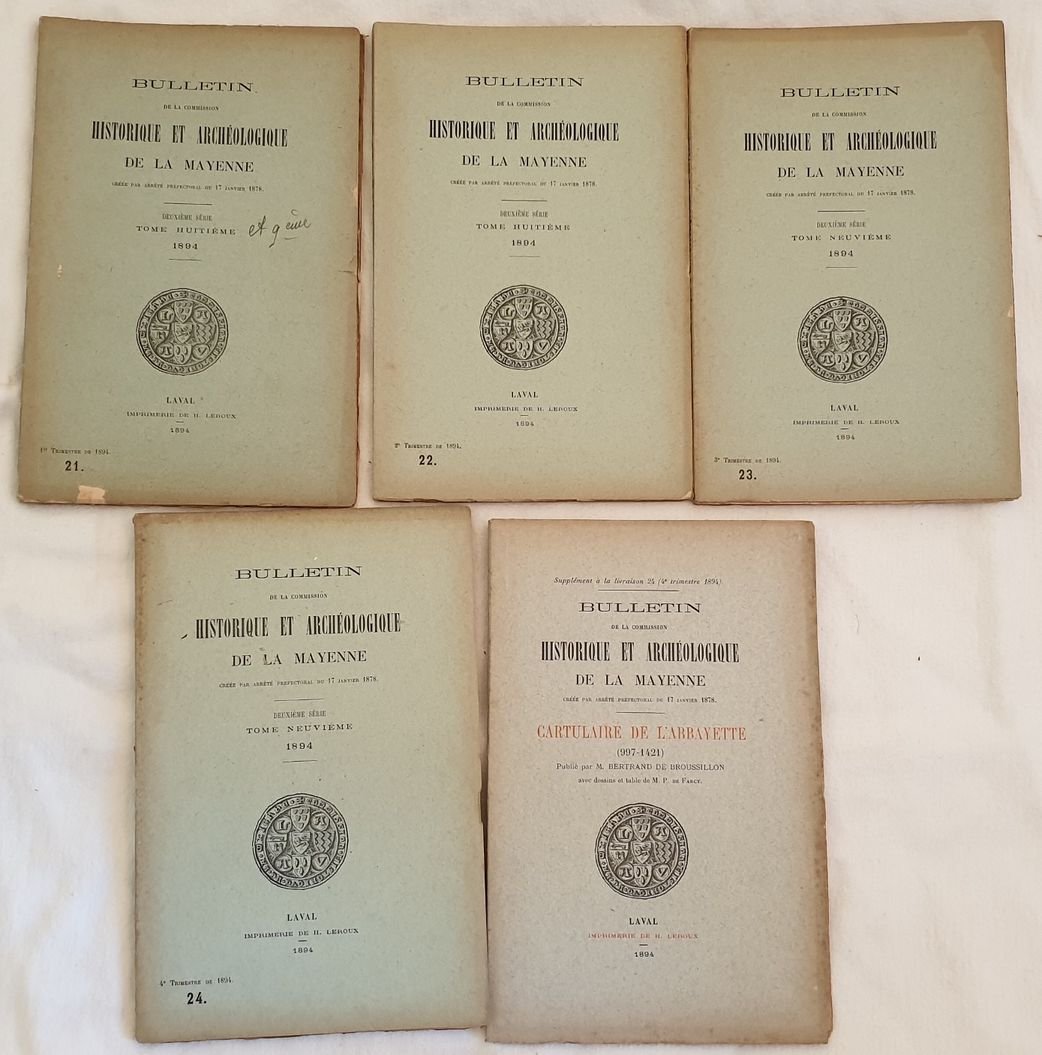 BULLETIN
DE LA COMMISSION
HISTORIQUE ET ARCHÉOLOGIQUE
DE LA MAYENNE
CRÉÉE PAR ARRÊTÉ PRÉFECTORAL DU 17 JANVIER 1878.
DEUXIÈME SÉRIE
TOME HUITIÈME et 9ème
1894
LAVAL
IMPRIMERIE DE H. LEROUX
1894
1er TRIMESTRE DE 1894.
21.
BULLETIN
DE LA COMMISSION
HISTORIQUE ET ARCHÉOLOGIQUE
DE LA MAYENNE
CRÉÉE PAR ARRÊTÉ PRÉFECTORAL DU 17 JANVIER 1878.
DEUXIÈME SÉRIE
TOME HUITIÈME
1894
LAVAL
IMPRIMERIE DE H. LEROUX
1894
2e TRIMESTRE DE 1894.
22.
BULLETIN
DE LA COMMISSION
HISTORIQUE ET ARCHÉOLOGIQUE
DE LA MAYENNE
CRÉÉE PAR ARRÊTÉ PRÉFECTORAL DU 17 JANVIER 1878.
DEUXIÈME SÉRIE
TOME NEUVIÈME
1894
LAVAL
IMPRIMERIE DE H. LEROUX
1894
3e TRIMESTRE DE 1894.
23.
BULLETIN
DE LA COMMISSION
HISTORIQUE ET ARCHÉOLOGIQUE
DE LA MAYENNE
CRÉÉE PAR ARRÊTÉ PRÉFECTORAL DU 17 JANVIER 1878.
DEUXIÈME SÉRIE
TOME NEUVIÈME
1894
LAVAL
IMPRIMERIE DE H. LEROUX
1894
4e TRIMESTRE DE 1894.
24.
Supplément à la livraison 24 (4e trimestre 1894).
BULLETIN
DE LA COMMISSION
HISTORIQUE ET ARCHÉOLOGIQUE
DE LA MAYENNE
CRÉÉE PAR ARRÊTÉ PRÉFECTORAL DU 17 JANVIER 1878.
CARTULAIRE DE L'ABBAYETTE
(997-1421)
Publié par M. BERTRAND DE BROUSSILLON
avec dessins et table de M. P. DE FARCY.
LAVAL
IMPRIMERIE DE H. LEROUX
1894